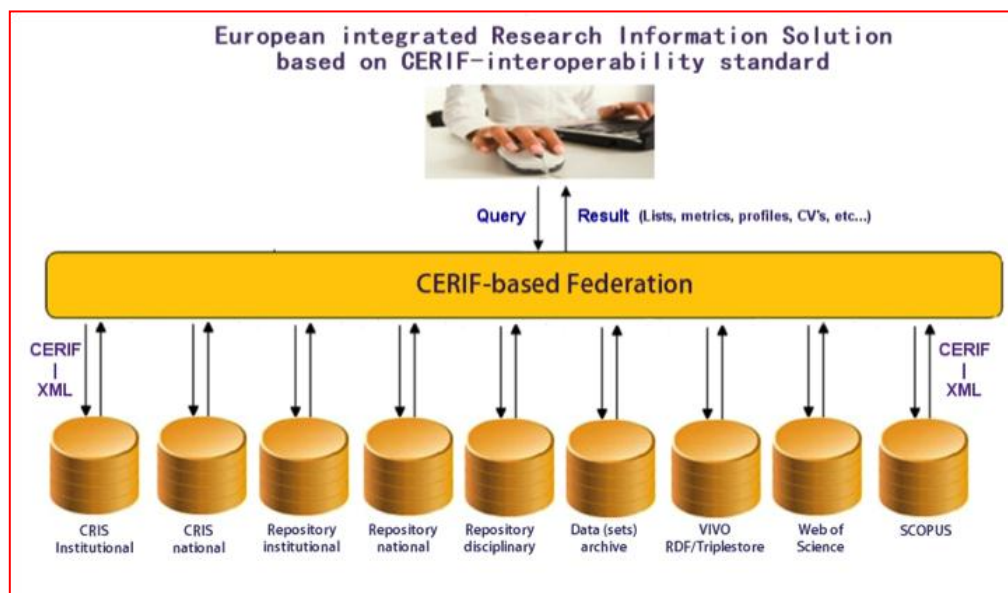 European integrated Research Information Solution
based on CERIF-interoperability standard
Query
Result (Lists, metrics, profiles, CV's, etc...)
CERIF-based Federation
CERIF
|
XML
CERIF
|
XML
CRIS
Institutional
CRIS
national
Repository
institutional
Repository
national
Repository
disciplinary
Data (sets)
archive
VIVO
RDF/Triplestore
Web of
Science
SCOPUS